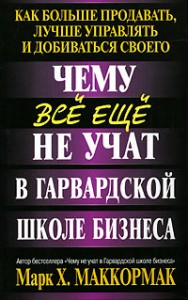 КАК БОЛЬШЕ ПРОДАВАТЬ,
ЛУЧШЕ УПРАВЛЯТЬ
И ДОБИВАТЬСЯ СВОЕГО
ЧЕМУ
ВСЁ ЕЩЁ
НЕ УЧАТ
В ГАРВАРДСКОЙ
ШКОЛЕ БИЗНЕСА
Автор бестселлера «Чему не учат в Гарвардской школе бизнеса»
Марк Х. МАККОРМАК